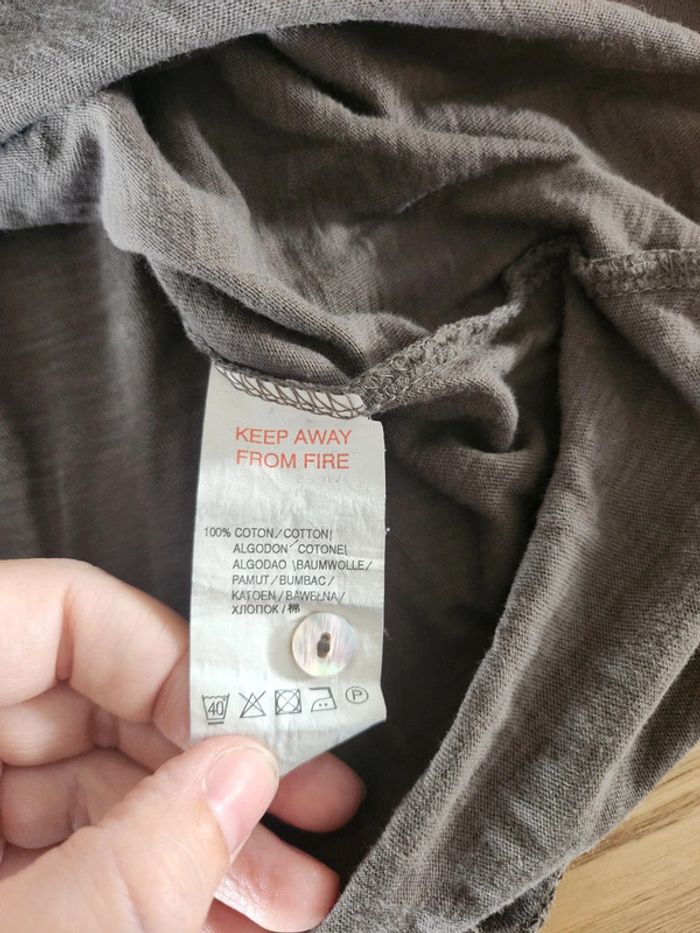 KEEP AWAY
FROM FIRE
100% COTON/COTTON/
ALGODON COTONE\
ALGODAO \BAUMWOLLE/
PAMUT/BUMBAC/
KATOEN/BAWEŁNA/
ХЛОПОК/棉
40 P